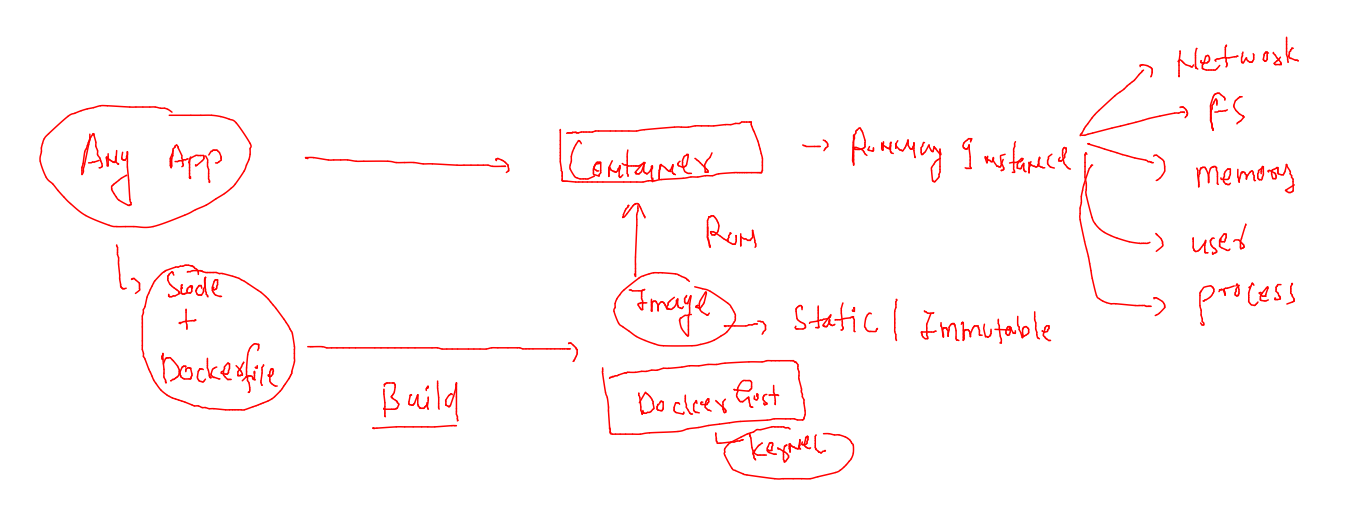 Any App
Scode
+
Dockerfile
Build
Container
Run
Image
Static / Immutable
Docker Host
Kernel
Running Instance
Network
FS
memory
user
process